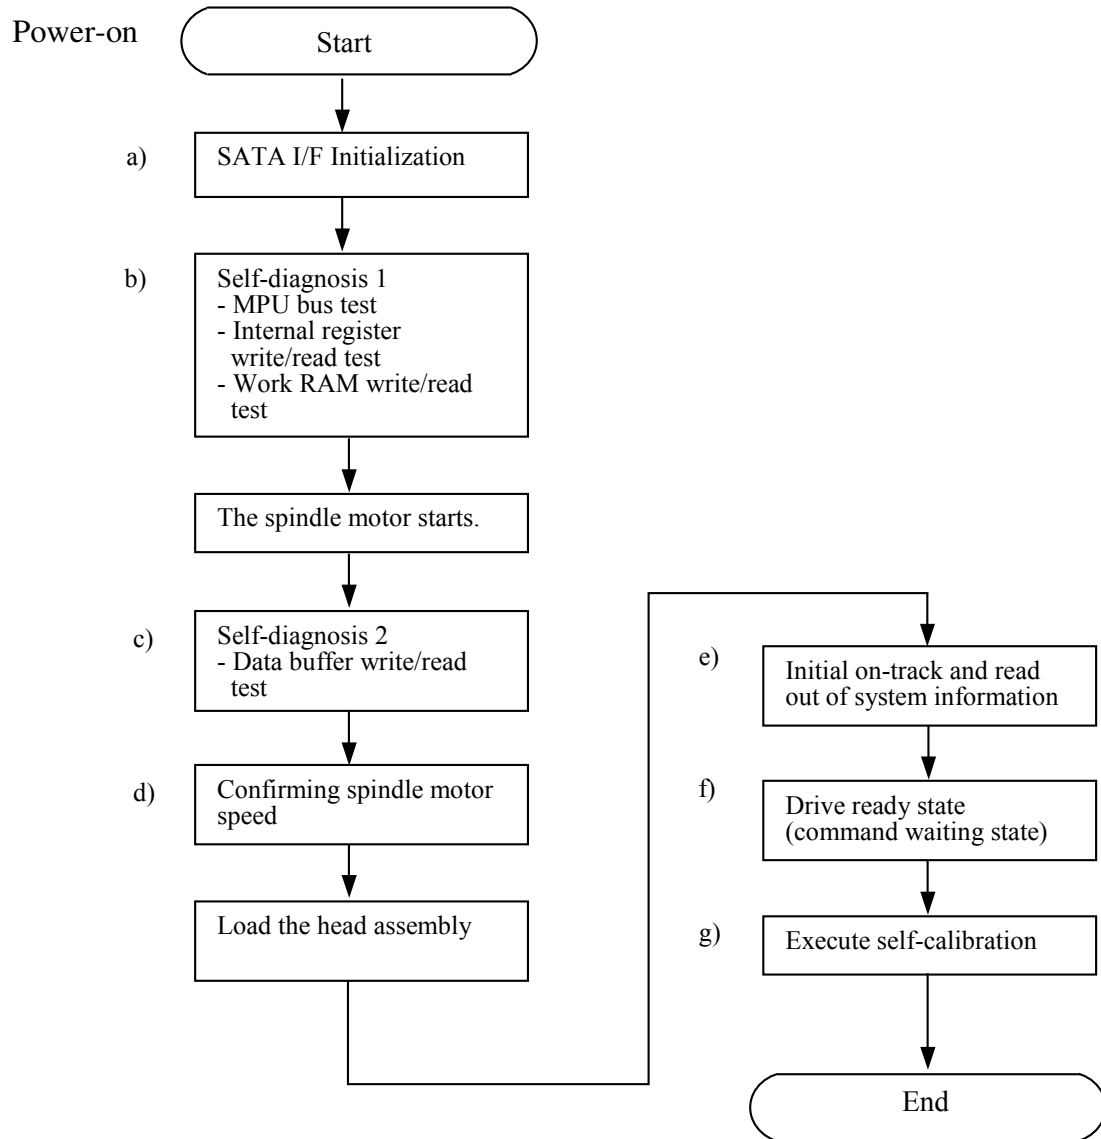 Power-on
Start
a)
SATA I/F Initialization
b)
Self-diagnosis 1
- MPU bus test
- Internal register
write/read test
- Work RAM write/read
test
The spindle motor starts.
c)
Self-diagnosis 2
- Data buffer write/read
test
d)
Confirming spindle motor
speed
Load the head assembly
e)
Initial on-track and read
out of system information
f)
Drive ready state
(command waiting state)
g)
Execute self-calibration
End